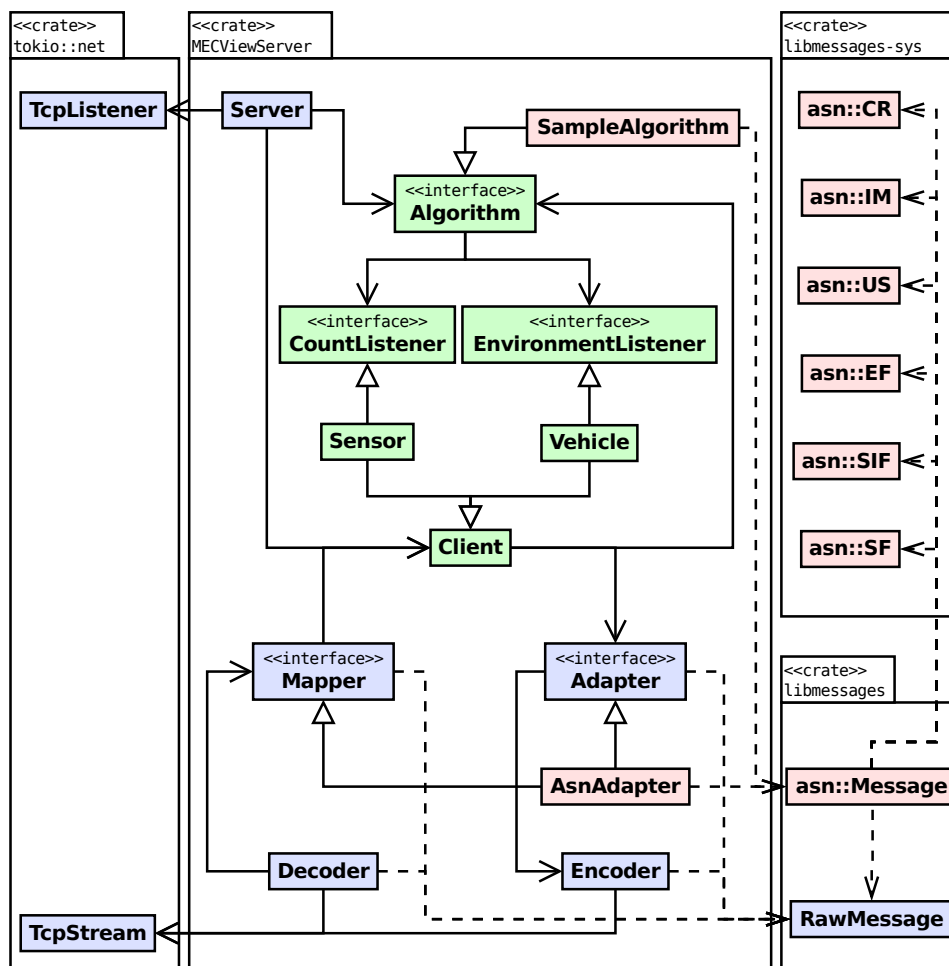 <<crate>>
tokio::net
<<crate>>
MECViewServer
<<crate>>
libmessages-sys
TcpListener
Server
SampleAlgorithm
asn::CR
<<interface>>
Algorithm
asn::IM
asn::US
<<interface>>
CountListener
<<interface>>
EnvironmentListener
asn::EF
Sensor
Vehicle
asn::SIF
Client
asn::SF
<<interface>>
Mapper
<<interface>>
Adapter
<<crate>>
libmessages
AsnAdapter
asn::Message
Decoder
Encoder
TcpStream
RawMessage